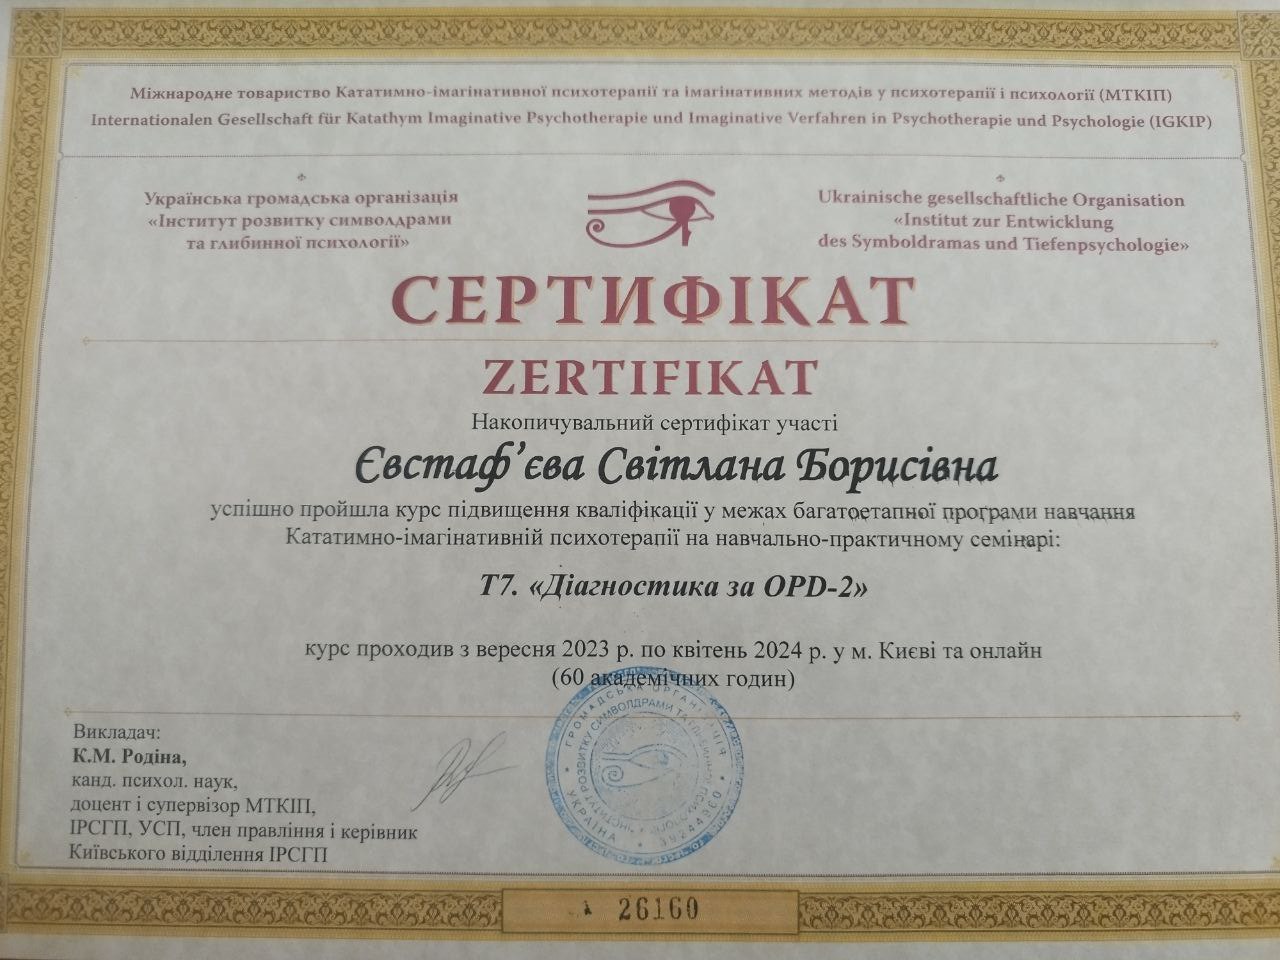 Міжнародне товариство Кататимно-імагінативної психотерапії та імагінативних методів у психотерапії і психології (МТКІП)
Internationalen Gesellschaft für Katathym Imaginative Psychotherapie und Imaginative Verfahren in Psychotherapie und Psychologie (IGKIP)
Українська громадська організація
«Інститут розвитку символдрами
та глибинної психології»
Ukrainische gesellschaftliche Organisation
«Institut zur Entwicklung
des Symboldramas und Tiefenpsychologie»
СЕРТИФІКАТ
ZERTIFIKAT
Накопичувальний сертифікат участі
Євстаф’єва Світлана Борисівна
успішно пройшла курс підвищення кваліфікації у межах багатоетапної програми навчання
Кататимно-імагінативній психотерапії на навчально-практичному семінарі:
Т7. «Діагностика за OPD-2»
курс проходив з вересня 2023 р. по квітень 2024 р. у м. Києві та онлайн
(60 академічних годин)
Викладач:
К.М. Родіна,
канд. психол. наук,
доцент і супервізор МТКІП,
ІРСГП, УСП, член правління і керівник
Київського відділення ІРСГП
ГРОМАДСЬКА ОРГАНІЗАЦІЯ
УКРАЇНА
39244930
26160